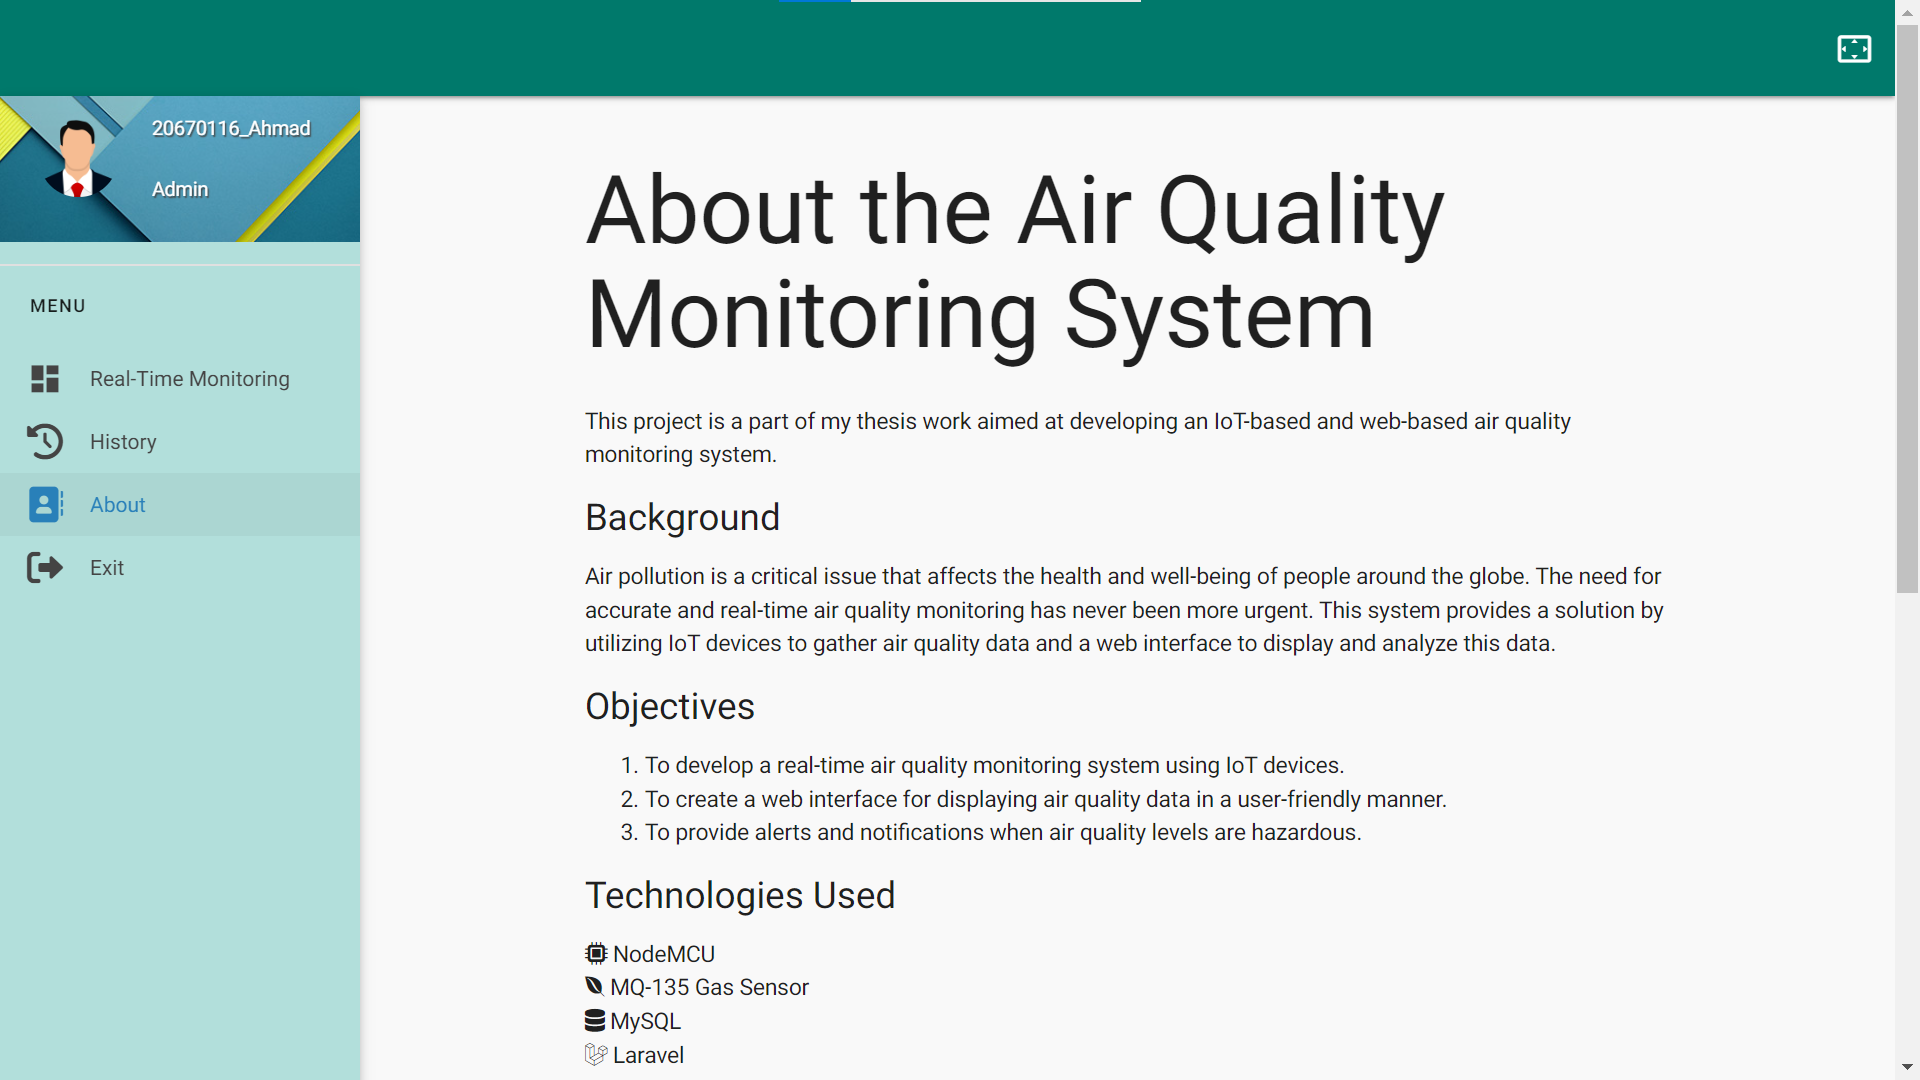 20670116_Ahmad
Admin
MENU
Real-Time Monitoring
History
About
Exit
About the Air Quality
Monitoring System
This project is a part of my thesis work aimed at developing an IoT-based and web-based air quality
monitoring system.
Background
Air pollution is a critical issue that affects the health and well-being of people around the globe. The need for
accurate and real-time air quality monitoring has never been more urgent. This system provides a solution by
utilizing IoT devices to gather air quality data and a web interface to display and analyze this data.
Objectives
1. To develop a real-time air quality monitoring system using IoT devices.
2. To create a web interface for displaying air quality data in a user-friendly manner.
3. To provide alerts and notifications when air quality levels are hazardous.
Technologies Used
NodeMCU
MQ-135 Gas Sensor
MySQL
Laravel